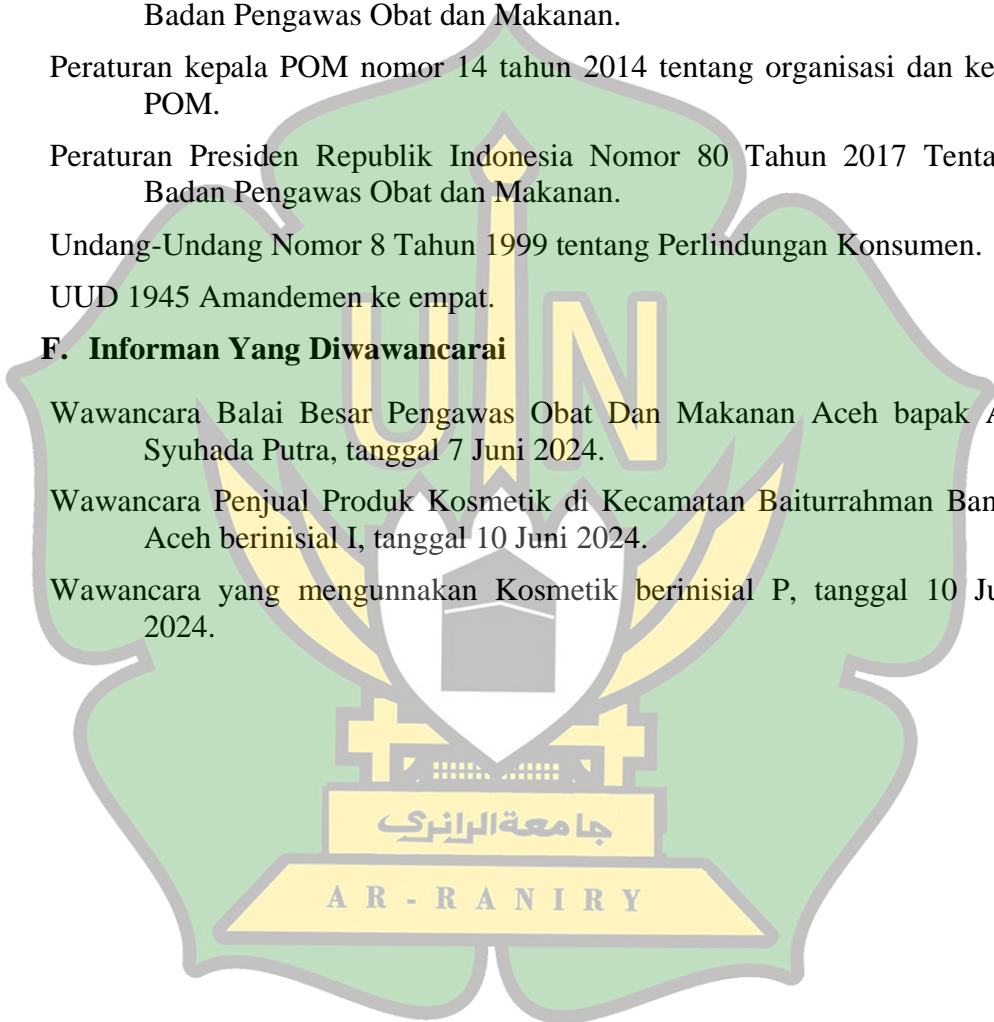 Badan Pengawas Obat dan Makanan.
Peraturan kepala POM nomor 14 tahun 2014 tentang organisasi dan ke
POM.
Peraturan Presiden Republik Indonesia Nomor 80 Tahun 2017 Tenta
Badan Pengawas Obat dan Makanan.
Undang-Undang Nomor 8 Tahun 1999 tentang Perlindungan Konsumen.
UUD 1945 Amandemen ke empat.
F. Informan Yang Diwawancarai
Wawancara Balai Besar Pengawas Obat Dan Makanan Aceh bapak A
Syuhada Putra, tanggal 7 Juni 2024.
Wawancara Penjual Produk Kosmetik di Kecamatan Baiturrahman Ban
Aceh berinisial I, tanggal 10 Juni 2024.
Wawancara yang mengunnakan Kosmetik berinisial P, tanggal 10 Ju
2024.
UIN
جامعةالرانري
AR-RANIRY